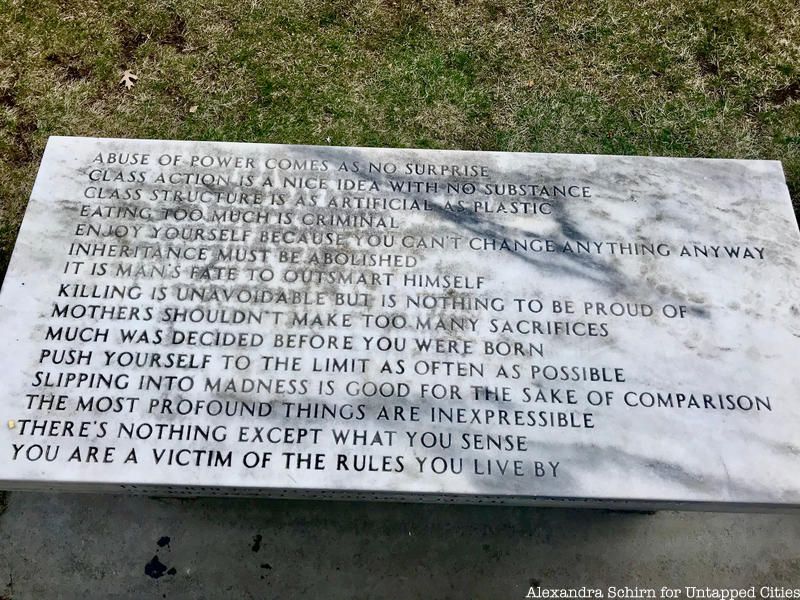 ABUSE OF POWER COMES AS NO SURPRISE
CLASS ACTION IS A NICE IDEA WITH NO SUBSTANCE
CLASS STRUCTURE IS AS ARTIFICIAL AS PLASTIC
EATING TOO MUCH IS CRIMINAL
ENJOY YOURSELF BECAUSE YOU CAN'T CHANGE ANYTHING ANYWAY
INHERITANCE MUST BE ABOLISHED
IT IS MAN'S FATE TO OUTSMART HIMSELF
KILLING IS UNAVOIDABLE BUT IS NOTHING TO BE PROUD OF
MOTHERS SHOULDN'T MAKE TOO MANY SACRIFICES
MUCH WAS DECIDED BEFORE YOU WERE BORN
PUSH YOURSELF TO THE LIMIT AS OFTEN AS POSSIBLE
SLIPPING INTO MADNESS IS GOOD FOR THE SAKE OF COMPARISON
THE MOST PROFOUND THINGS ARE INEXPRESSIBLE
THERE'S NOTHING EXCEPT WHAT YOU SENSE
YOU ARE A VICTIM OF THE RULES YOU LIVE BY
Alexandra Schirn for Untapped Cities